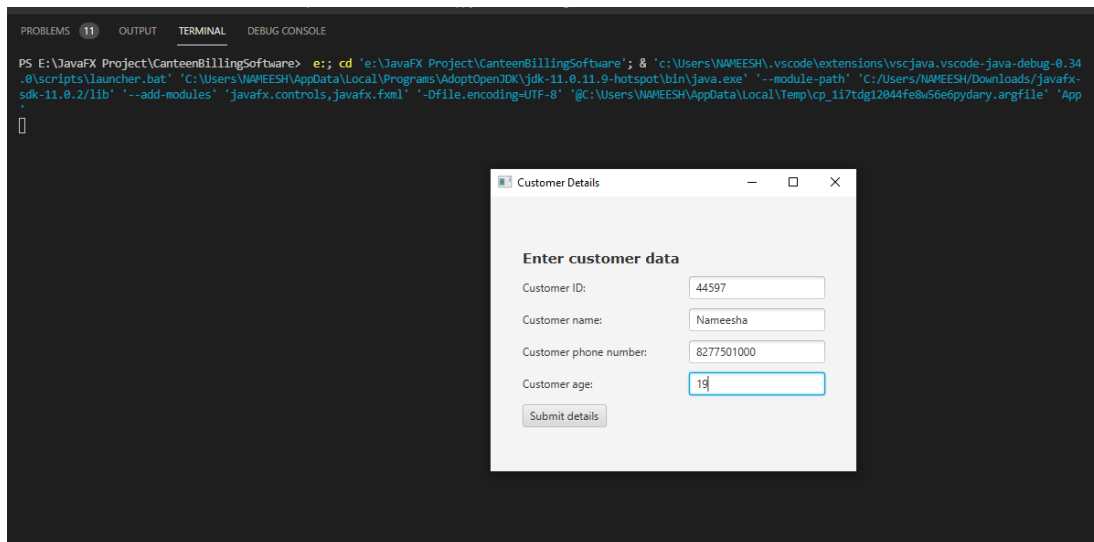 PROBLEMS 11 OUTPUT TERMINAL DEBUG CONSOLE
PS E:\JavaFX Project\CanteenBillingSoftware> e:; cd 'e:\JavaFX Project\CanteenBillingSoftware'; & 'c:\Users\NAMEESH\.vscode\extensions\vscjava.vscode-java-debug-0.34
.0\scripts\launcher.bat' 'C:\Users\NAMEESH\AppData\Local\Programs\AdoptOpenJDK\jdk-11.0.11.9-hotspot\bin\java.exe' '--module-path' 'C:/Users/NAMEESH/Downloads/javafx-
sdk-11.0.2/lib' '--add-modules' 'javafx.controls,javafx.fxml' '-Dfile.encoding=UTF-8' '@C:\Users\NAMEESH\AppData\Local\Temp\cp_1i7tdg12044fe8w56e6pydary.argfile' 'App
'
Customer Details
Enter customer data
Customer ID: 44597
Customer name: Nameesha
Customer phone number: 8277501000
Customer age: 19
Submit details